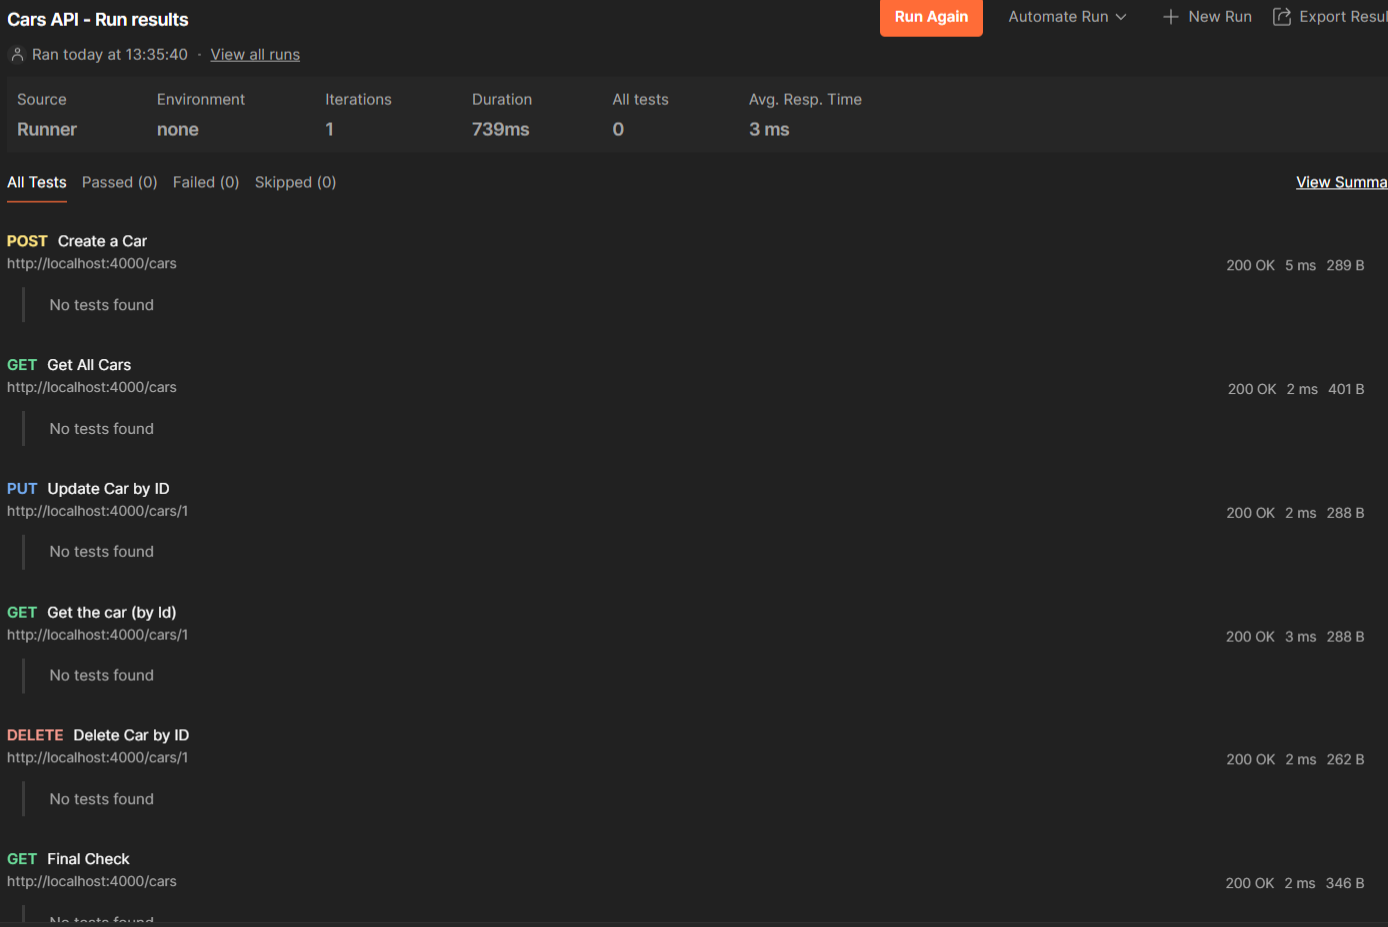 Cars API - Run results
Run Again
Automate Run
New Run
Export Resul
Ran today at 13:35:40 · View all runs
Source Environment Iterations Duration All tests Avg. Resp. Time
Runner none 1 739ms 0 3 ms
All Tests Passed (0) Failed (0) Skipped (0)
View Summa
POST Create a Car
http://localhost:4000/cars
200 OK 5 ms 289 B
No tests found
GET Get All Cars
http://localhost:4000/cars
200 OK 2 ms 401 B
No tests found
PUT Update Car by ID
http://localhost:4000/cars/1
200 OK 2 ms 288 B
No tests found
GET Get the car (by Id)
http://localhost:4000/cars/1
200 OK 3 ms 288 B
No tests found
DELETE Delete Car by ID
http://localhost:4000/cars/1
200 OK 2 ms 262 B
No tests found
GET Final Check
http://localhost:4000/cars
200 OK 2 ms 346 B
No tests found